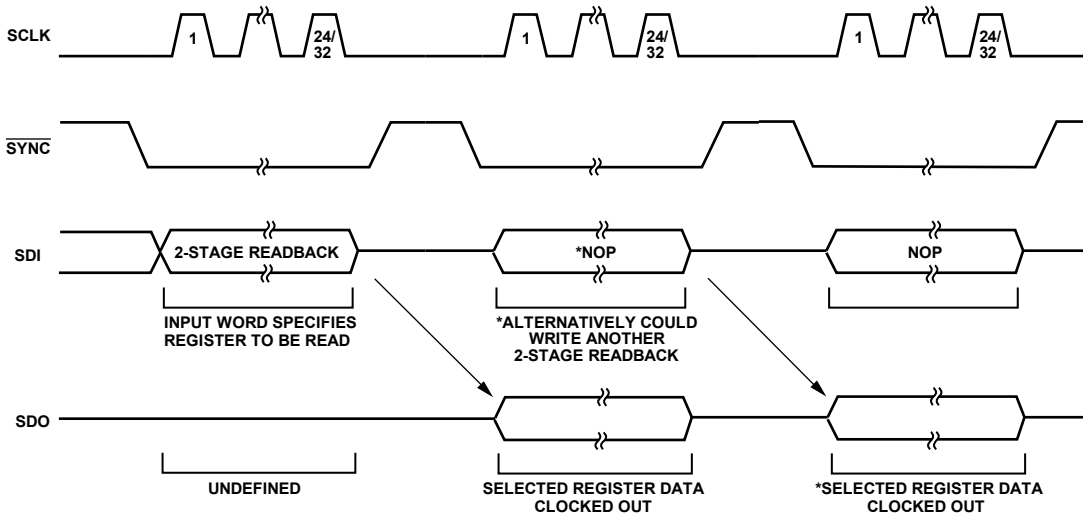 SCLK
1
24/
32
1
24/
32
1
24/
32
SYNC
SDI
2-STAGE READBACK
*NOP
NOP
INPUT WORD SPECIFIES
REGISTER TO BE READ
*ALTERNATIVELY COULD
WRITE ANOTHER
2-STAGE READBACK
SDO
UNDEFINED
SELECTED REGISTER DATA
CLOCKED OUT
*SELECTED REGISTER DATA
CLOCKED OUT